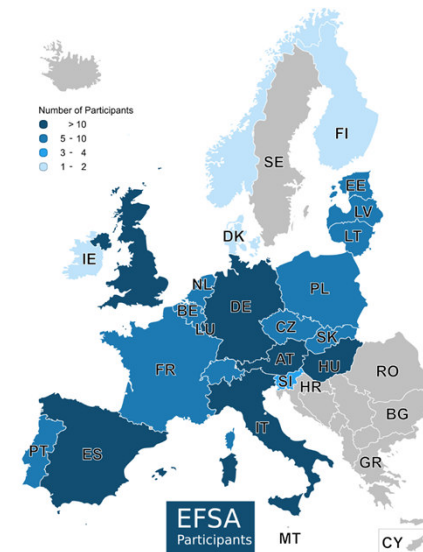 Number of Participants
> 10
5 - 10
3 - 4
1 - 2
FI
SE
EE
LV
LT
DK
IE
NL
PL
BE
DE
LU
CZ
SK
FR
AT
HU
SI
HR
RO
BG
IT
PT
ES
GR
EFSA
Participants
MT
CY